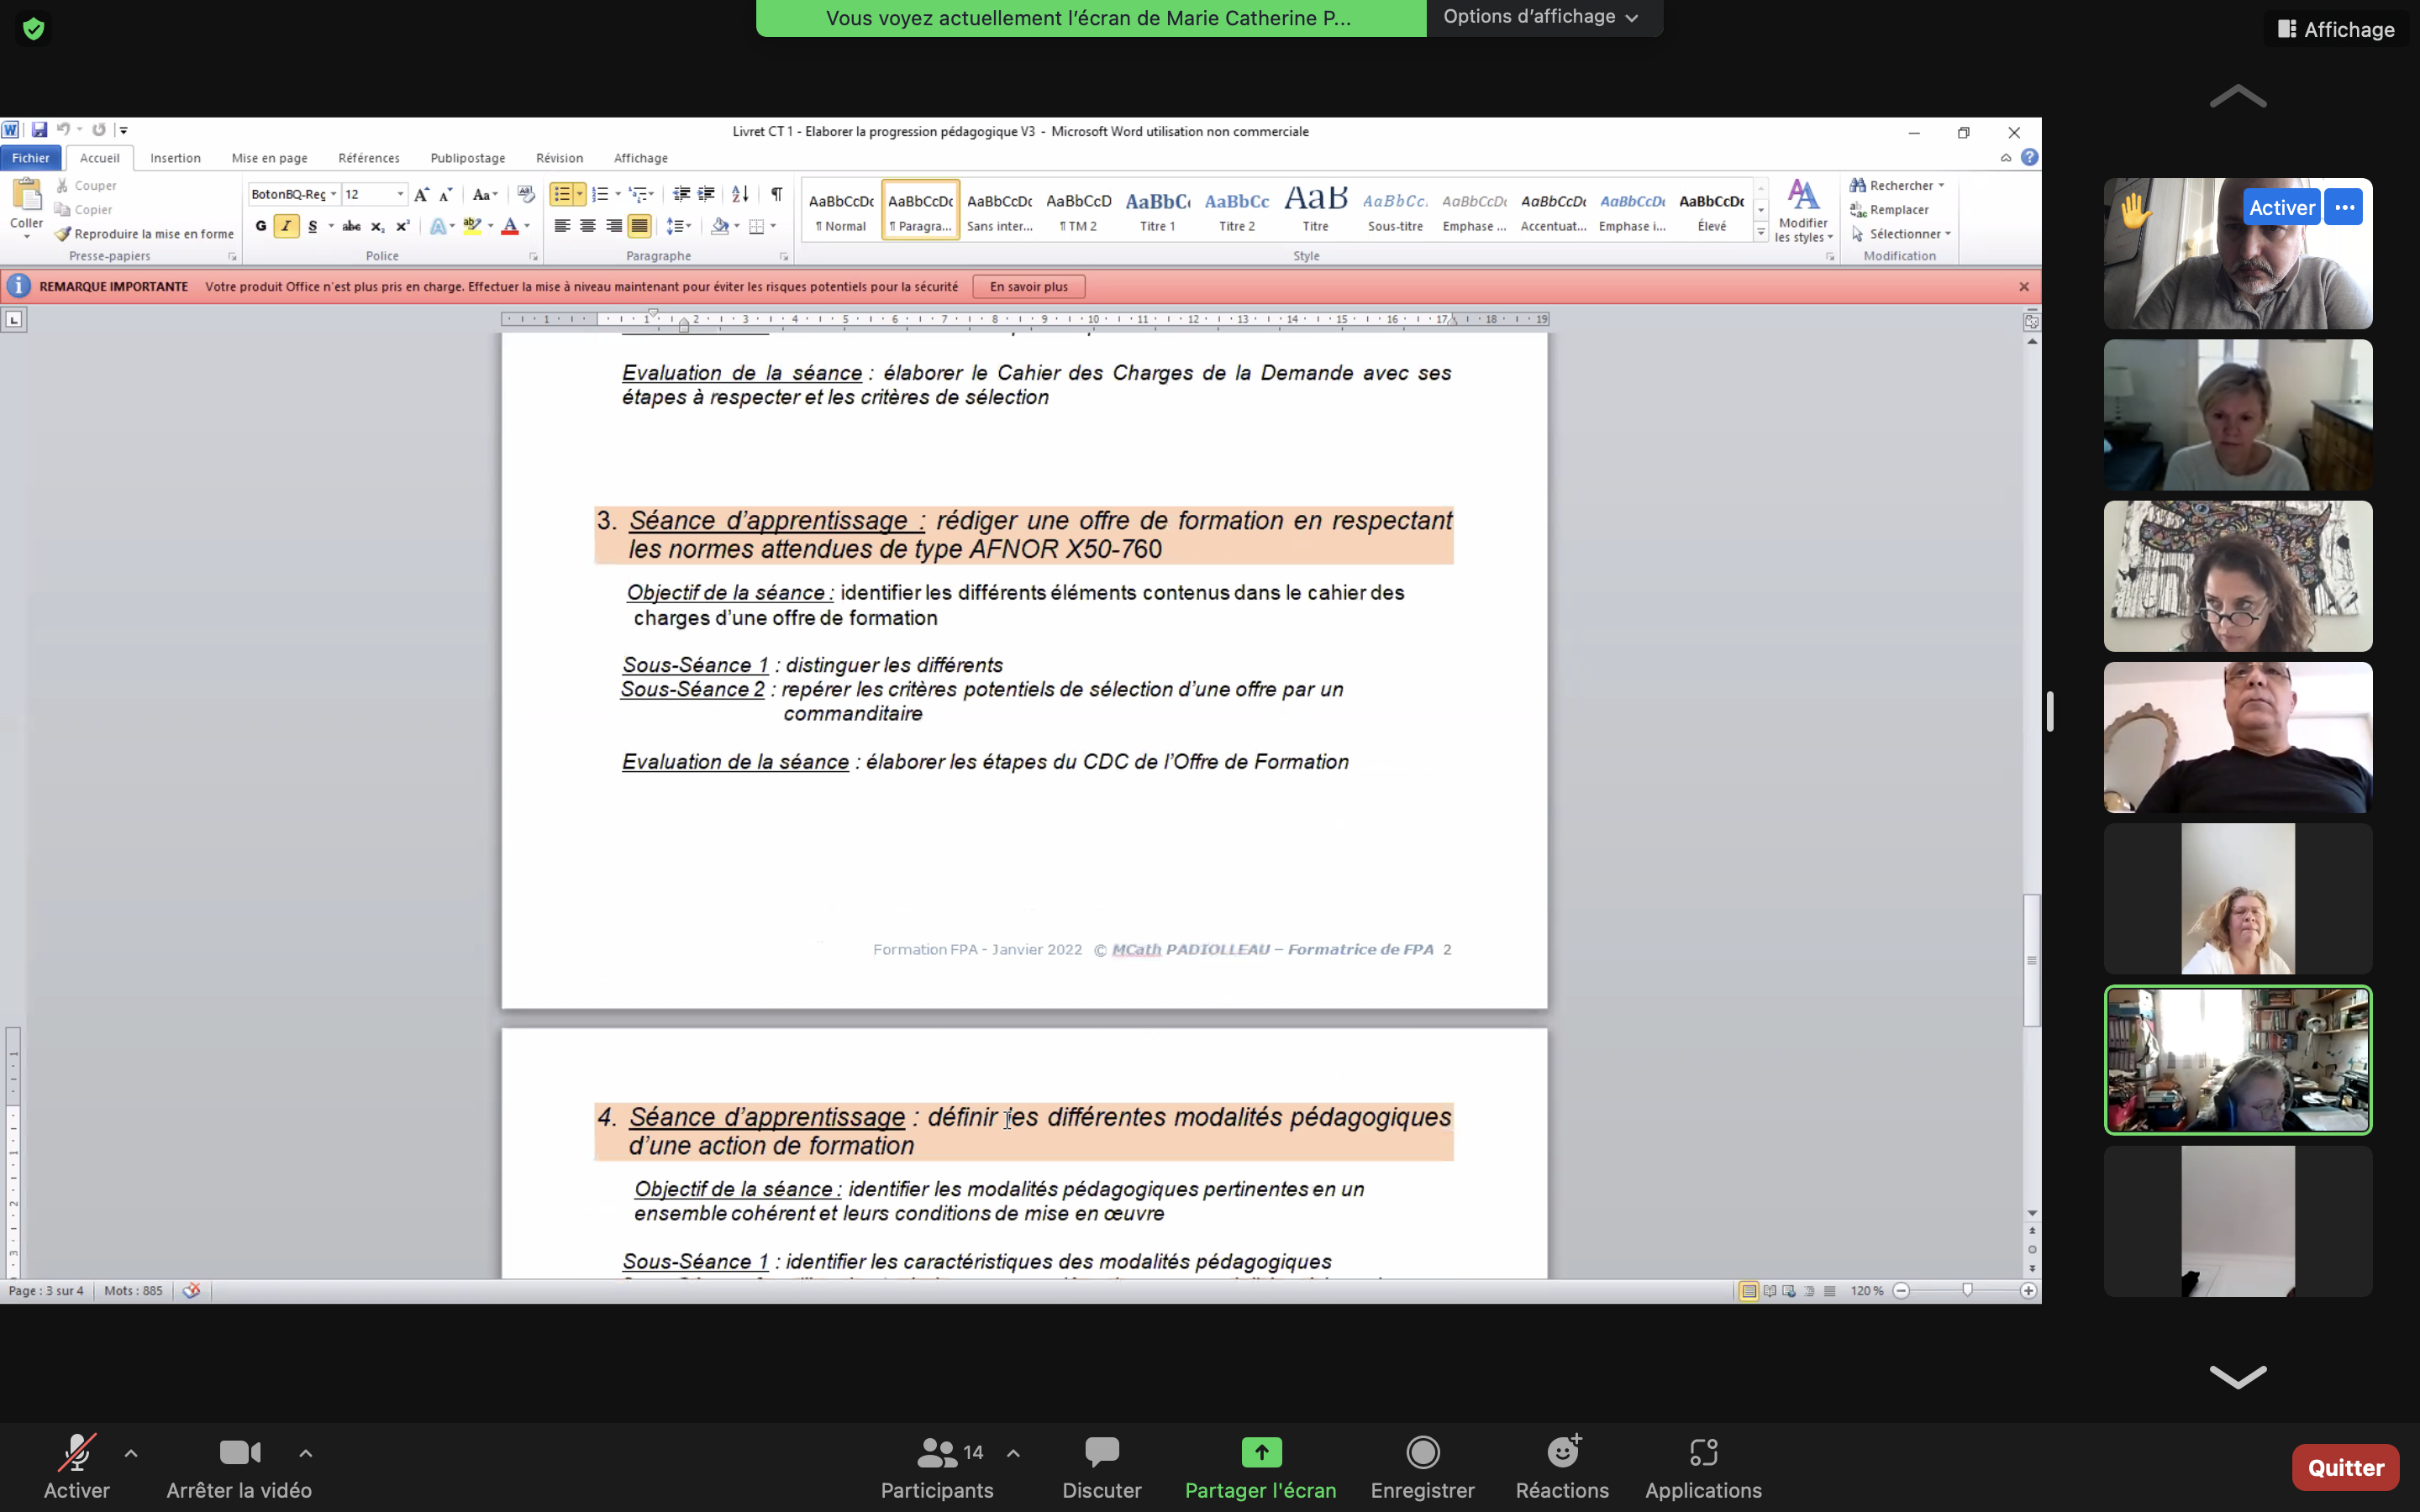 Vous voyez actuellement l'écran de Marie Catherine P...
Options d'affichage
Affichage
Livret CT 1 - Elaborer la progression pédagogique V3 - Microsoft Word utilisation non commerciale
Fichier
Accueil
Insertion
Mise en page
Références
Publipostage
Révision
Affichage
Coller
Couper
Copier
Reproduire la mise en forme
Presse-papiers
BotonBQ-Reç
12
Police
Paragraphe
¶ Normal
¶ Paragra...
Sans inter...
¶ TM 2
Titre 1
Titre 2
Titre
Sous-titre
Emphase ...
Accentuat...
Emphase i...
Élevé
Style
Modifier
les styles
Rechercher
Remplacer
Sélectionner
Modification
REMARQUE IMPORTANTE Votre produit Office n'est plus pris en charge. Effectuer la mise à niveau maintenant pour éviter les risques potentiels pour la sécurité
En savoir plus
Evaluation de la séance : élaborer le Cahier des Charges de la Demande avec ses
étapes à respecter et les critères de sélection
3. Séance d'apprentissage : rédiger une offre de formation en respectant
les normes attendues de type AFNOR X50-760
Objectif de la séance : identifier les différents éléments contenus dans le cahier des
charges d'une offre de formation
Sous-Séance 1 : distinguer les différents
Sous-Séance 2 : repérer les critères potentiels de sélection d'une offre par un
commanditaire
Evaluation de la séance : élaborer les étapes du CDC de l'Offre de Formation
Formation FPA - Janvier 2022 © MCath PADIOLLEAU – Formatrice de FPA 2
4. Séance d'apprentissage : définir les différentes modalités pédagogiques
d'une action de formation
Objectif de la séance : identifier les modalités pédagogiques pertinentes en un
ensemble cohérent et leurs conditions de mise en œuvre
Sous-Séance 1 : identifier les caractéristiques des modalités pédagogiques
Page : 3 sur 4
Mots : 885
120 %
Activer
Activer
Arrêter la vidéo
14
Participants
Discuter
Partager l'écran
Enregistrer
Réactions
Applications
Quitter